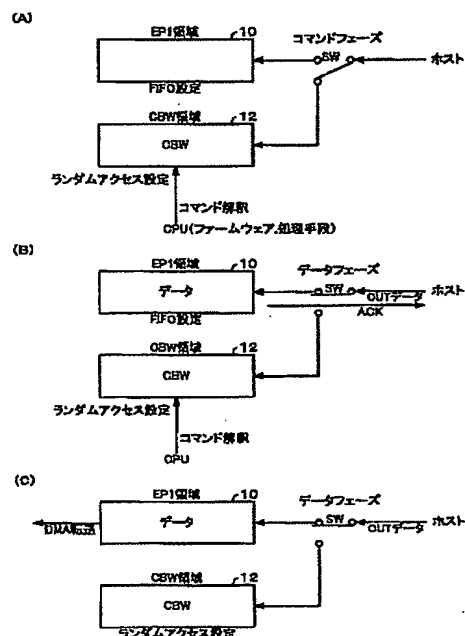 (A)
EP1領域 10
コマンドフェーズ
SW
ホスト
FIFO設定
CBW領域 12
CBW
ランダムアクセス設定
コマンド解釈
CPU(ファームウェア,処理手段)
(B)
EP1領域 10
データフェーズ
データ
SW
ホスト
OUTデータ
ACK
FIFO設定
CBW領域 12
CBW
ランダムアクセス設定
コマンド解釈
CPU
(C)
EP1領域 10
データフェーズ
データ
SW
ホスト
OUTデータ
CBW領域 12
CBW
ランダムアクセス設定